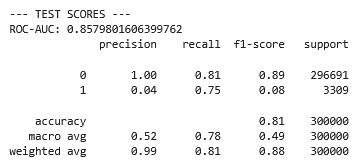 --- TEST SCORES ---
ROC-AUC: 0.8579801606399762
precision recall f1-score support
0 1.00 0.81 0.89 296691
1 0.04 0.75 0.08 3309
accuracy 0.81 300000
macro avg 0.52 0.78 0.49 300000
weighted avg 0.99 0.81 0.88 300000